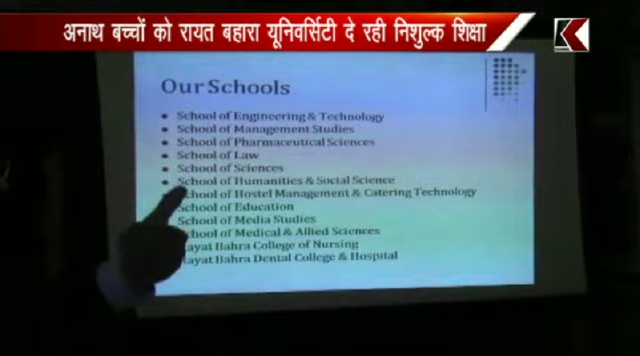 अनाथ बच्चों को रायत बहारा यूनिवर्सिटी दे रही निशुल्क शिक्षा
K
Our Schools
School of Engineering & Technology
School of Management Studies
School of Pharmaceutical Sciences
School of Law
School of Sciences
School of Humanities & Social Science
School of Hostel Management & Catering Technology
School of Education
School of Media Studies
School of Medical & Allied Sciences
Rayat Bahra College of Nursing
Rayat Bahra Dental College & Hospital